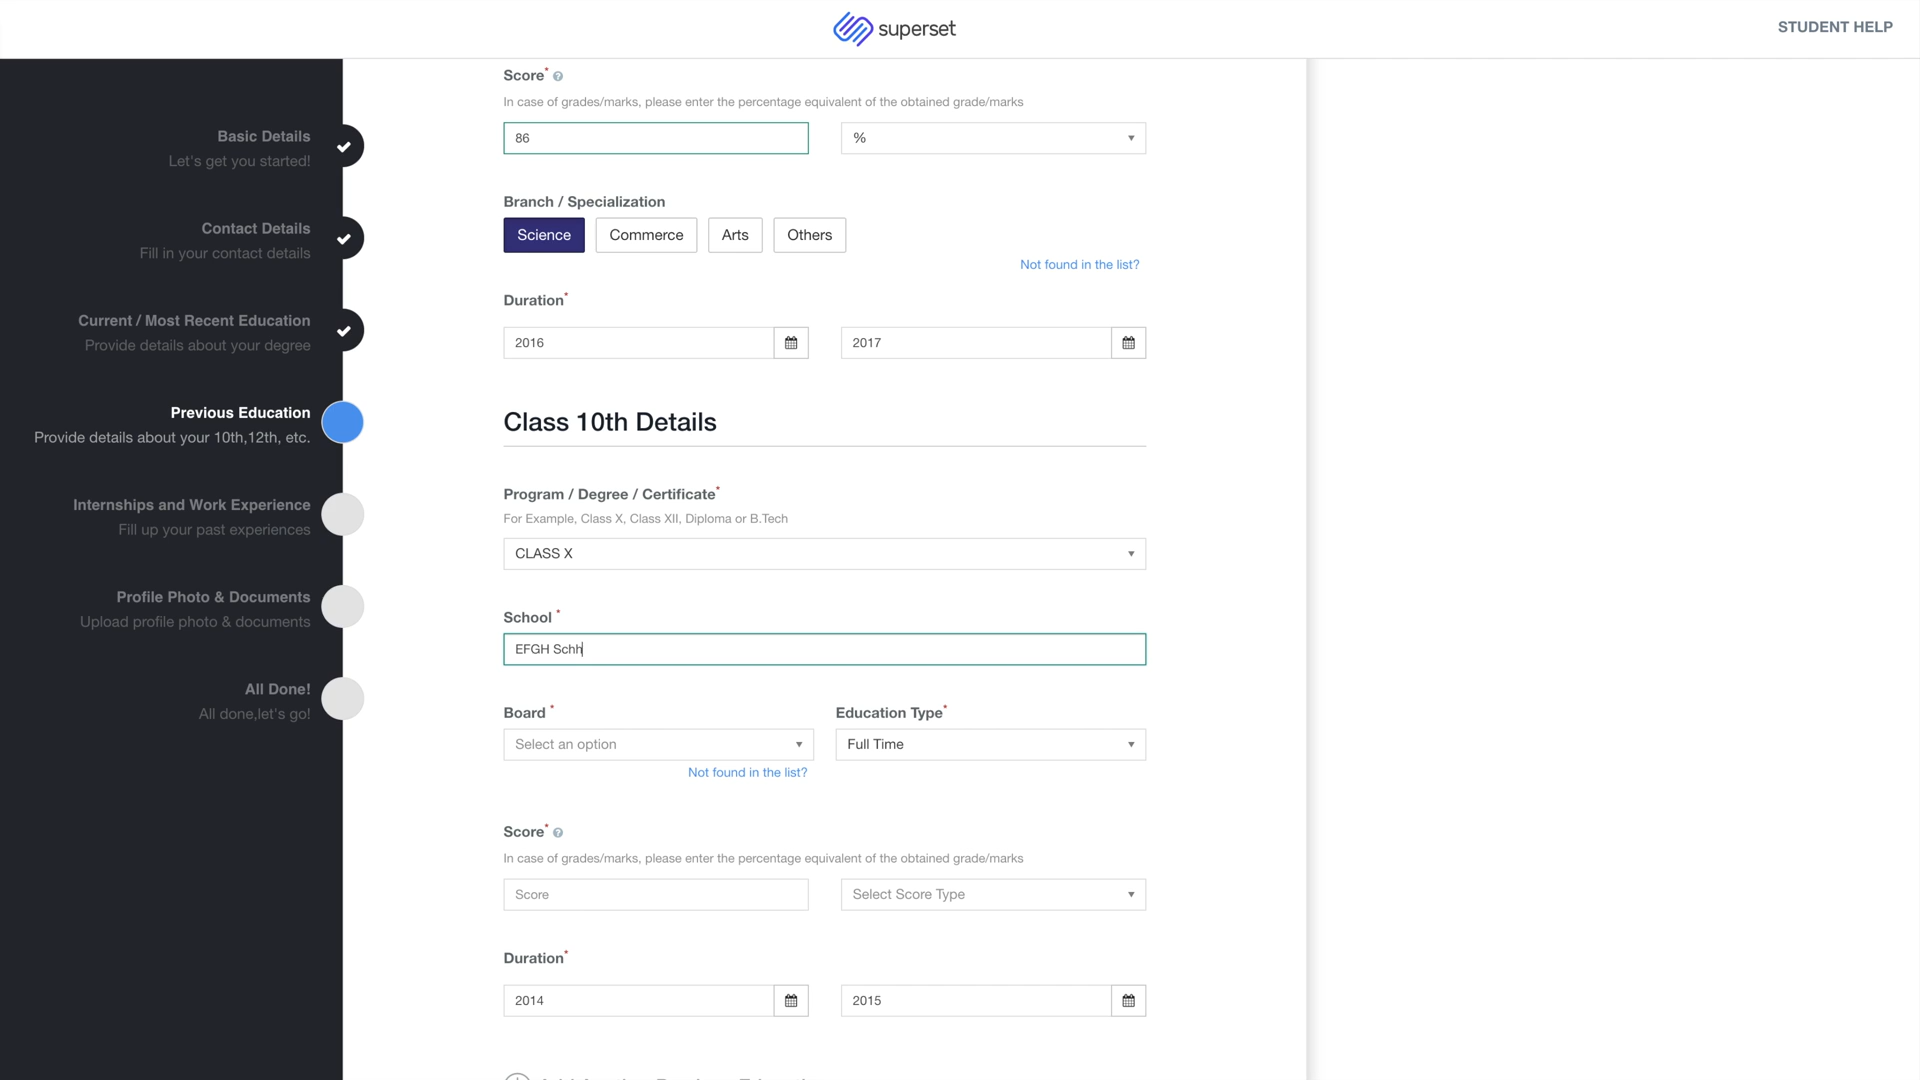 superset
STUDENT HELP
Basic Details
Let's get you started!
Contact Details
Fill in your contact details
Current / Most Recent Education
Provide details about your degree
Previous Education
Provide details about your 10th,12th, etc.
Internships and Work Experience
Fill up your past experiences
Profile Photo & Documents
Upload profile photo & documents
All Done!
All done,let's go!
Score*
In case of grades/marks, please enter the percentage equivalent of the obtained grade/marks
86 %
Branch / Specialization
Science Commerce Arts Others
Not found in the list?
Duration*
2016 2017
Class 10th Details
Program / Degree / Certificate*
For Example, Class X, Class XII, Diploma or B.Tech
CLASS X
School *
EFGH Schh
Board * Education Type*
Select an option Full Time
Not found in the list?
Score*
In case of grades/marks, please enter the percentage equivalent of the obtained grade/marks
Score Select Score Type
Duration*
2014 2015